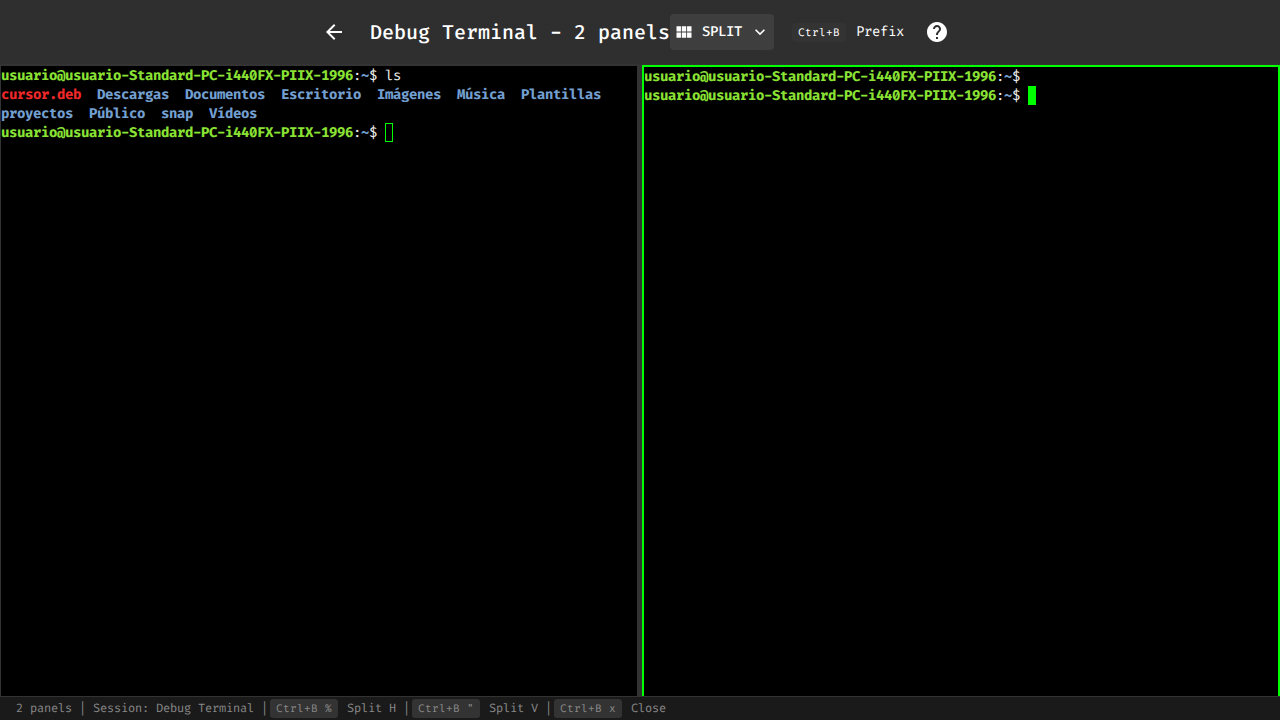 Debug Terminal - 2 panels SPLIT Ctrl+B Prefix
usuario@usuario-Standard-PC-i440FX-PIIX-1996:~$ ls
cursor.deb Descargas Documentos Escritorio Imágenes Música Plantillas
proyectos Público snap Vídeos
usuario@usuario-Standard-PC-i440FX-PIIX-1996:~$
usuario@usuario-Standard-PC-i440FX-PIIX-1996:~$
usuario@usuario-Standard-PC-i440FX-PIIX-1996:~$
2 panels | Session: Debug Terminal | Ctrl+B % Split H | Ctrl+B " Split V | Ctrl+B x Close